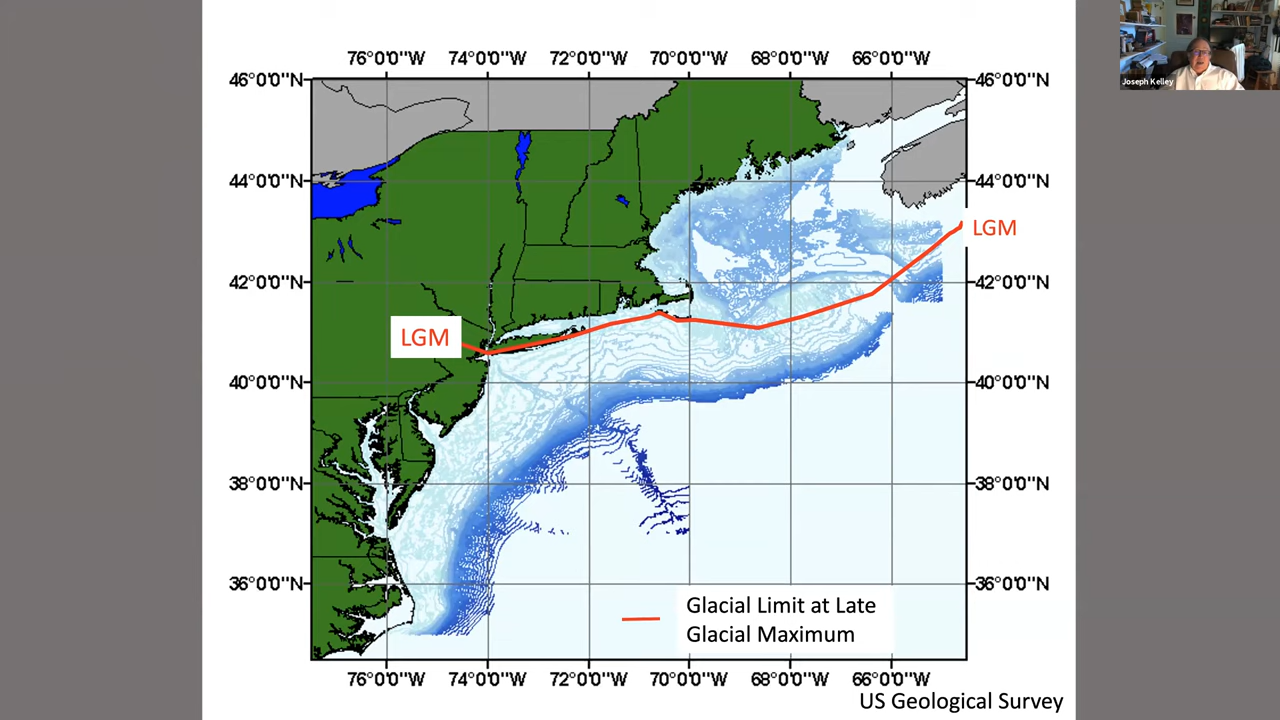 76°0'0"W 74°0'0"W 72°0'0"W 70°0'0"W 68°0'0"W 66°0'0"W
Joseph Kelley
46°0'0"N 46°0'0"N
44°0'0"N 44°0'0"N
LGM
42°0'0"N 42°0'0"N
LGM
40°0'0"N 40°0'0"N
38°0'0"N 38°0'0"N
36°0'0"N 36°0'0"N
Glacial Limit at Late
Glacial Maximum
76°0'0"W 74°0'0"W 72°0'0"W 70°0'0"W 68°0'0"W 66°0'0"W
US Geological Survey